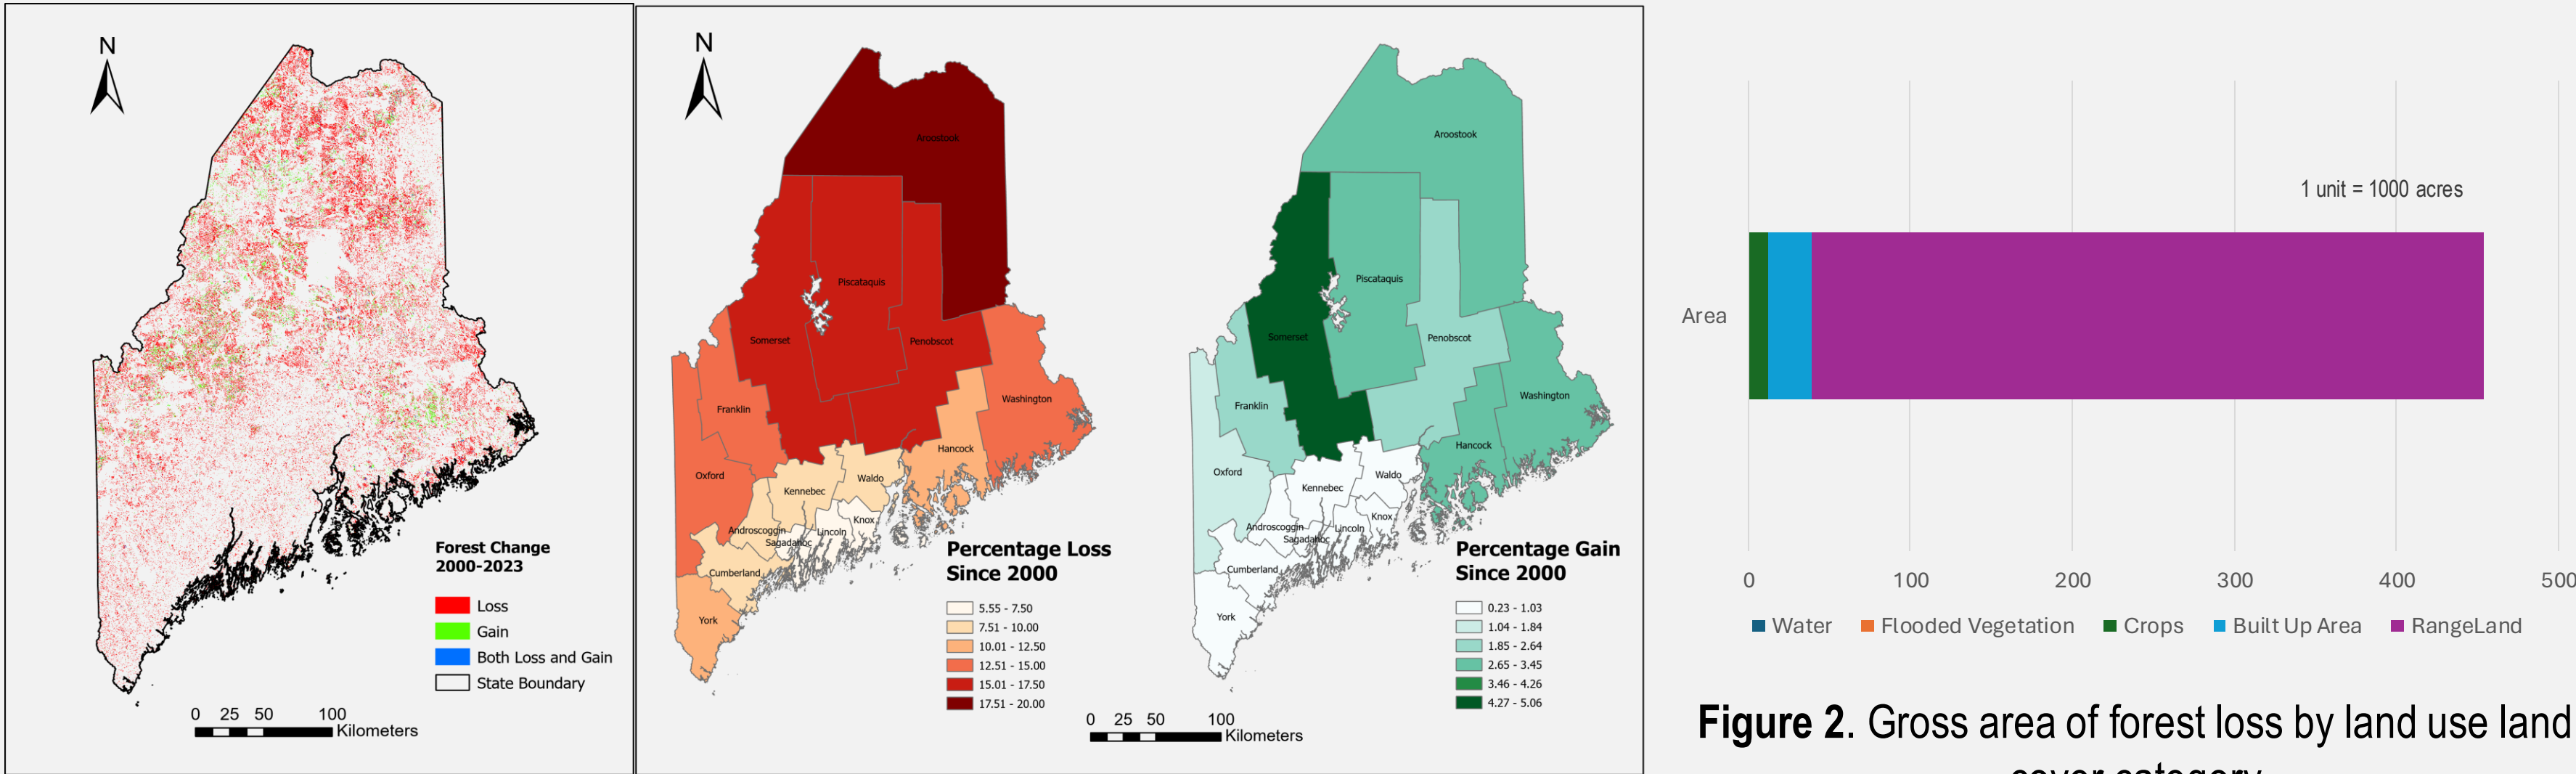 N
Forest Change
2000-2023
Loss
Gain
Both Loss and Gain
State Boundary
0 25 50 100
Kilometers
N
Aroostook
Piscataquis
Somerset
Penobscot
Franklin
Washington
Hancock
Oxford
Waldo
Kennebec
Knox
Androscoggin
Lincoln
Sagadahoc
Cumberland
York
Percentage Loss
Since 2000
5.55 - 7.50
7.51 - 10.00
10.01 - 12.50
12.51 - 15.00
15.01 - 17.50
17.51 - 20.00
Aroostook
Piscataquis
Somerset
Penobscot
Franklin
Washington
Hancock
Oxford
Waldo
Kennebec
Knox
Androscoggin
Lincoln
Sagadahoc
Cumberland
York
Percentage Gain
Since 2000
0.23 - 1.03
1.04 - 1.84
1.85 - 2.64
2.65 - 3.45
3.46 - 4.26
4.27 - 5.06
0 25 50 100
Kilometers
1 unit = 1000 acres
Area
0 100 200 300 400 500
Water Flooded Vegetation Crops Built Up Area RangeLand
Figure 2. Gross area of forest loss by land use land
cover category